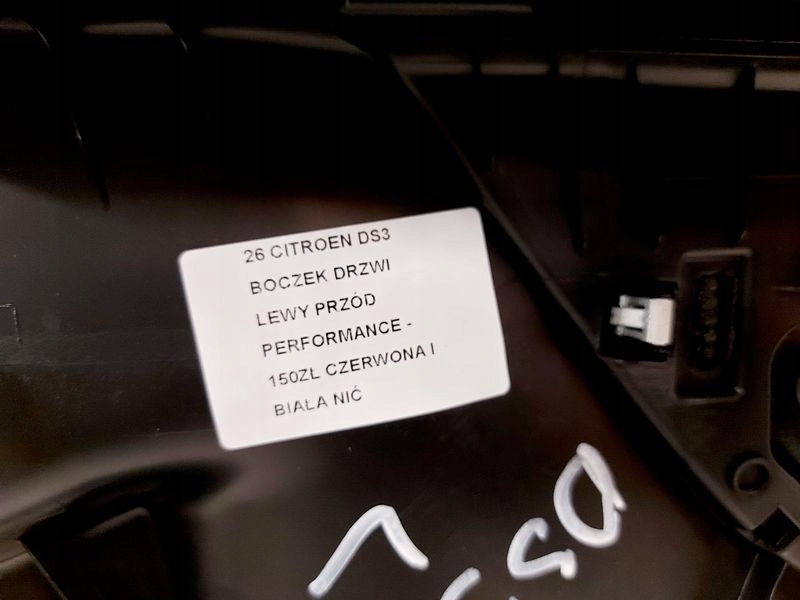 26 CITROEN DS3
BOCZEK DRZWI
LEWY PRZÓD
PERFORMANCE -
150ZŁ CZERWONA I
BIAŁA NIĆ